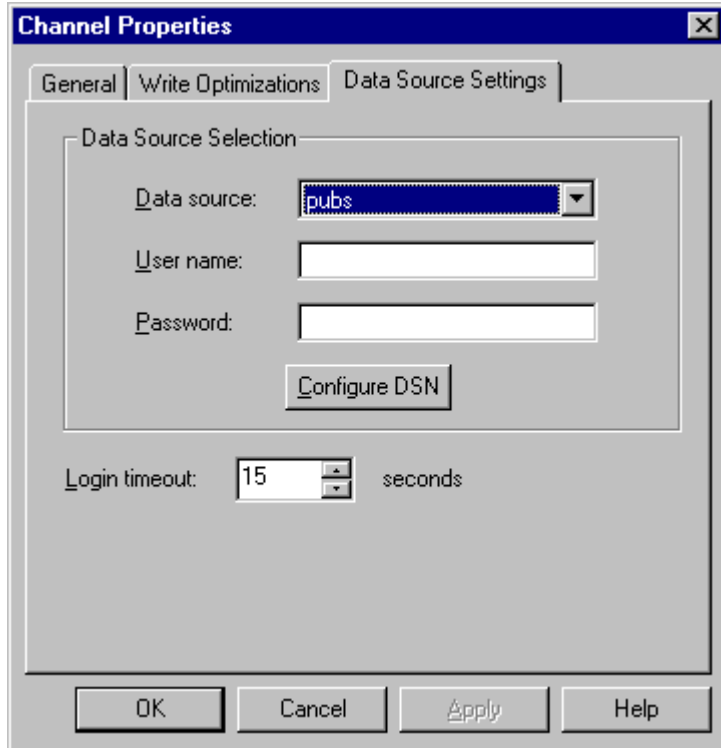 Channel Properties
General Write Optimizations Data Source Settings
Data Source Selection
Data source: pubs
User name:
Password:
Configure DSN
Login timeout: 15 seconds
OK Cancel Apply Help